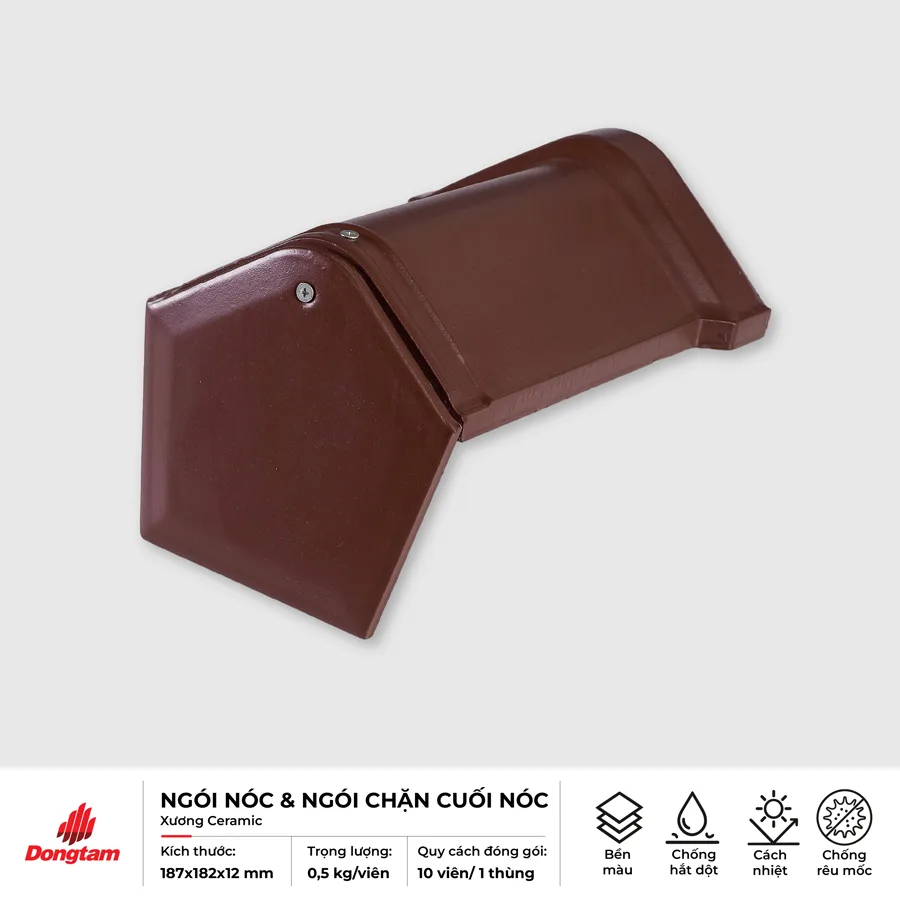 Dongtam
NGÓI NÓC & NGÓI CHẶN CUỐI NÓC
Xương Ceramic
Kích thước:
187x182x12 mm
Trọng lượng:
0,5 kg/viên
Quy cách đóng gói:
10 viên/ 1 thùng
Bền
màu
Chống
hắt dột
Cách
nhiệt
Chống
rêu mốc